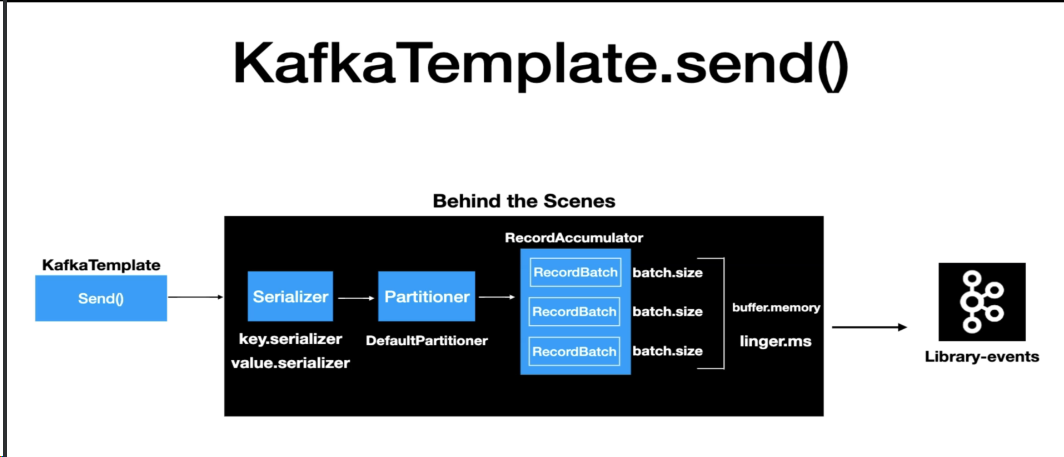 KafkaTemplate.send()
Behind the Scenes
KafkaTemplate
Send()
Serializer
key.serializer
value.serializer
Partitioner
DefaultPartitioner
RecordAccumulator
RecordBatch
batch.size
RecordBatch
batch.size
RecordBatch
batch.size
buffer.memory
linger.ms
Library-events